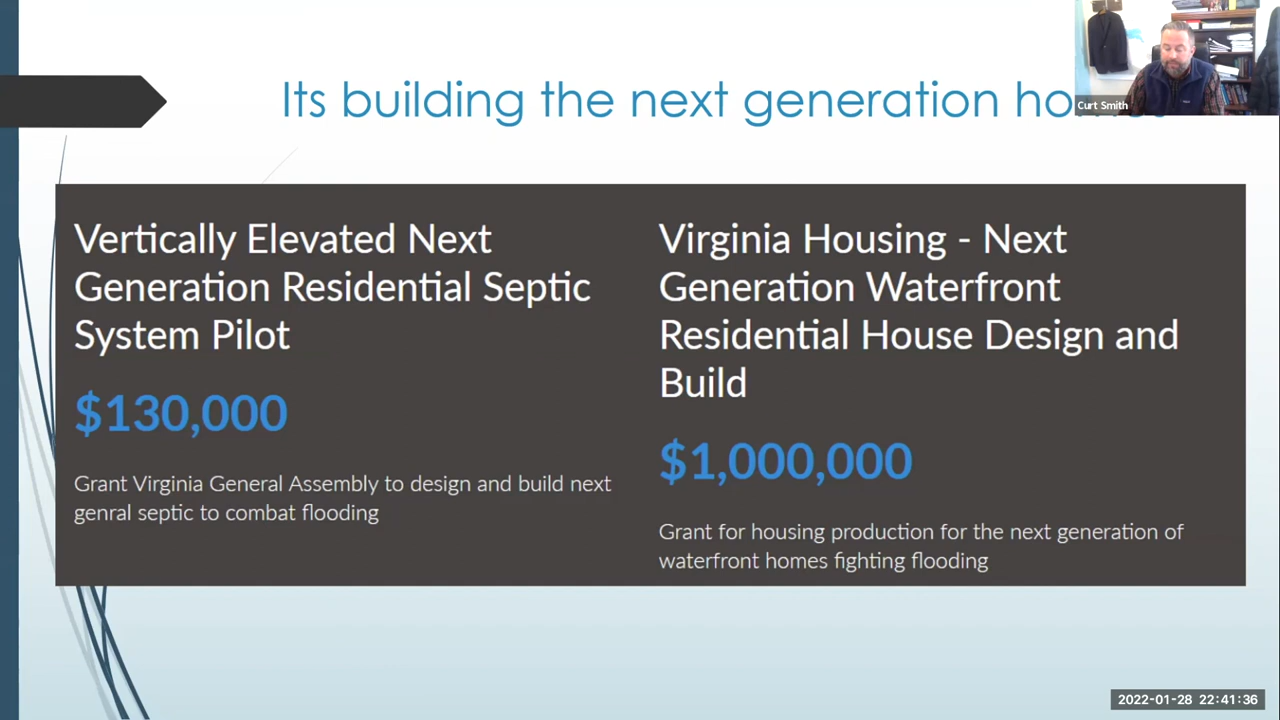 Its building the next generation
Curt Smith
Vertically Elevated Next
Generation Residential Septic
System Pilot
$130,000
Grant Virginia General Assembly to design and build next
genral septic to combat flooding
Virginia Housing - Next
Generation Waterfront
Residential House Design and
Build
$1,000,000
Grant for housing production for the next generation of
waterfront homes fighting flooding
2022-01-28 22:41:36